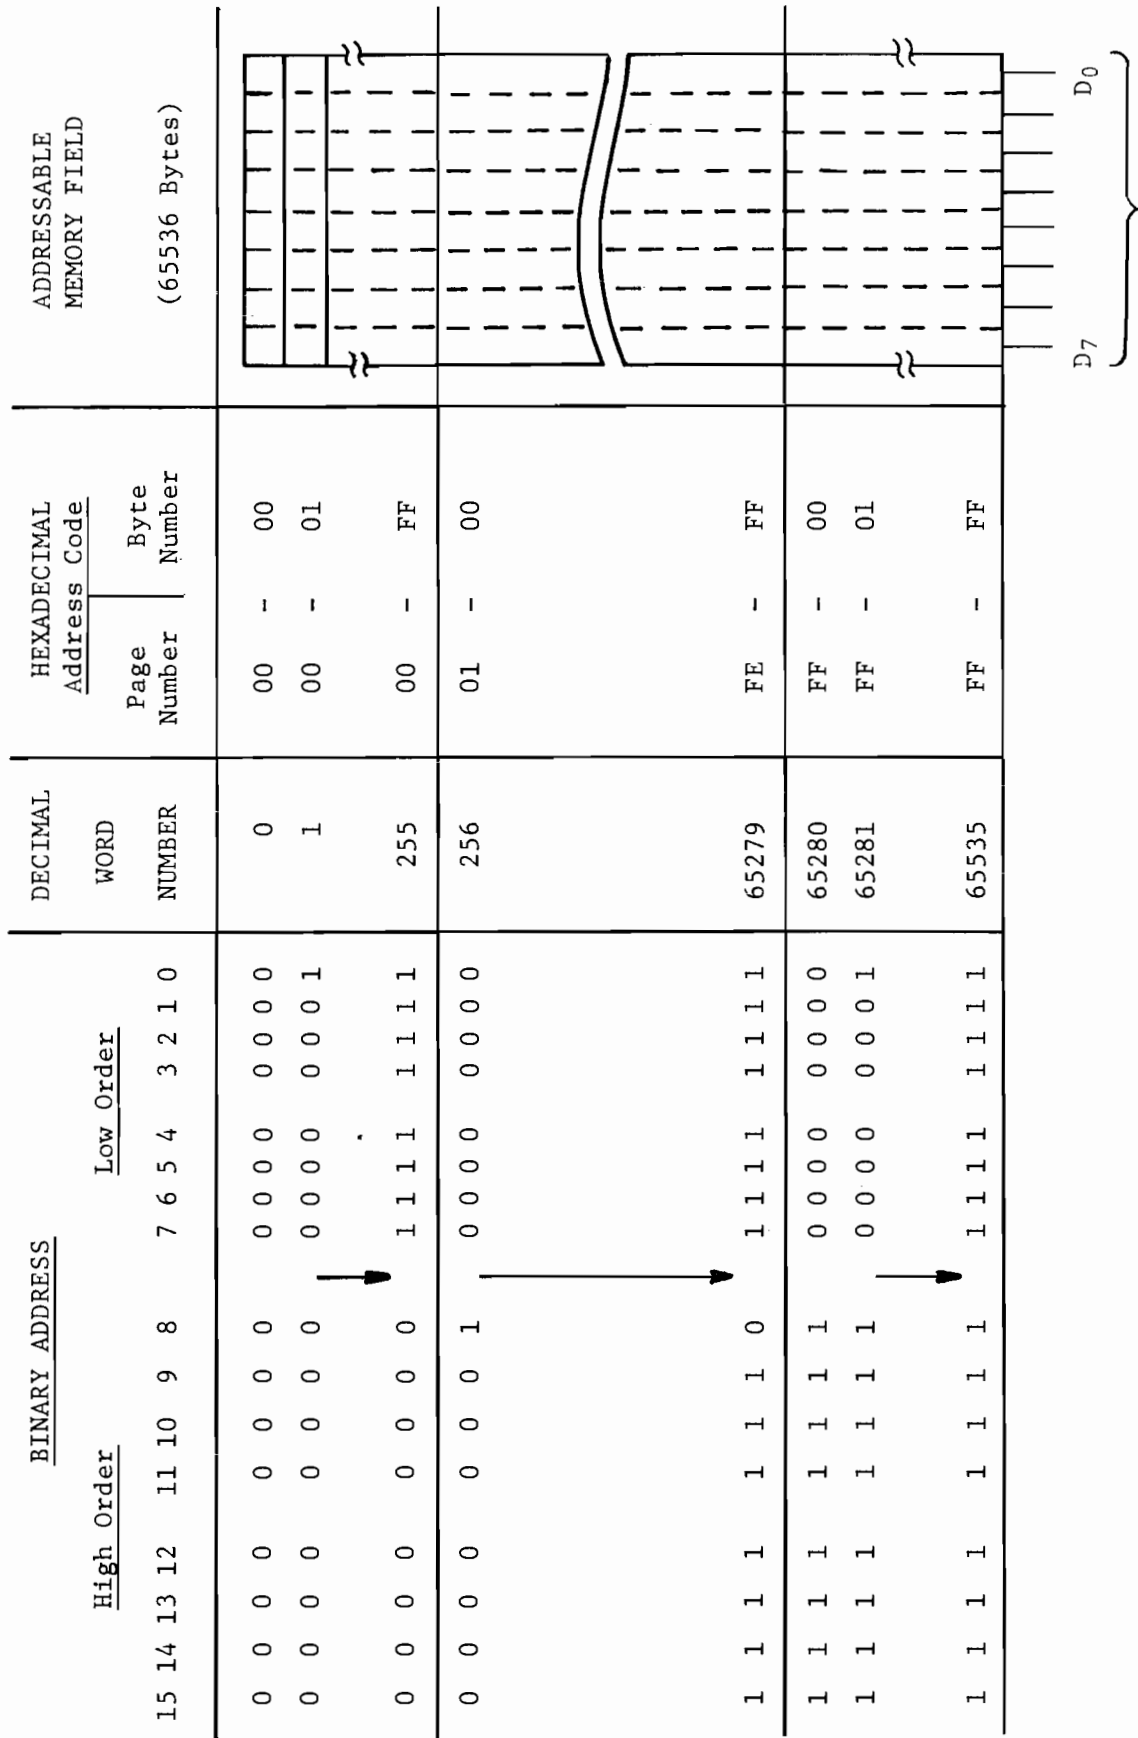 BINARY ADDRESS DECIMAL HEXADECIMAL ADDRESSABLE
High Order Low Order WORD Address Code MEMORY FIELD
Page Byte
15 14 13 12 11 10 9 8 7 6 5 4 3 2 1 0 NUMBER Number Number (65536 Bytes)
0 0 0 0 0 0 0 0 0 0 0 0 0 0 0 0 0 00 - 00
0 0 0 0 0 0 0 0 0 0 0 0 0 0 0 1 1 00 - 01
0 0 0 0 0 0 0 0 1 1 1 1 1 1 1 1 255 00 - FF
0 0 0 0 0 0 0 1 0 0 0 0 0 0 0 0 256 01 - 00
1 1 1 1 1 1 1 0 1 1 1 1 1 1 1 1 65279 FE - FF
1 1 1 1 1 1 1 1 0 0 0 0 0 0 0 0 65280 FF - 00
1 1 1 1 1 1 1 1 0 0 0 0 0 0 0 1 65281 FF - 01
1 1 1 1 1 1 1 1 1 1 1 1 1 1 1 1 65535 FF - FF
D7 D0